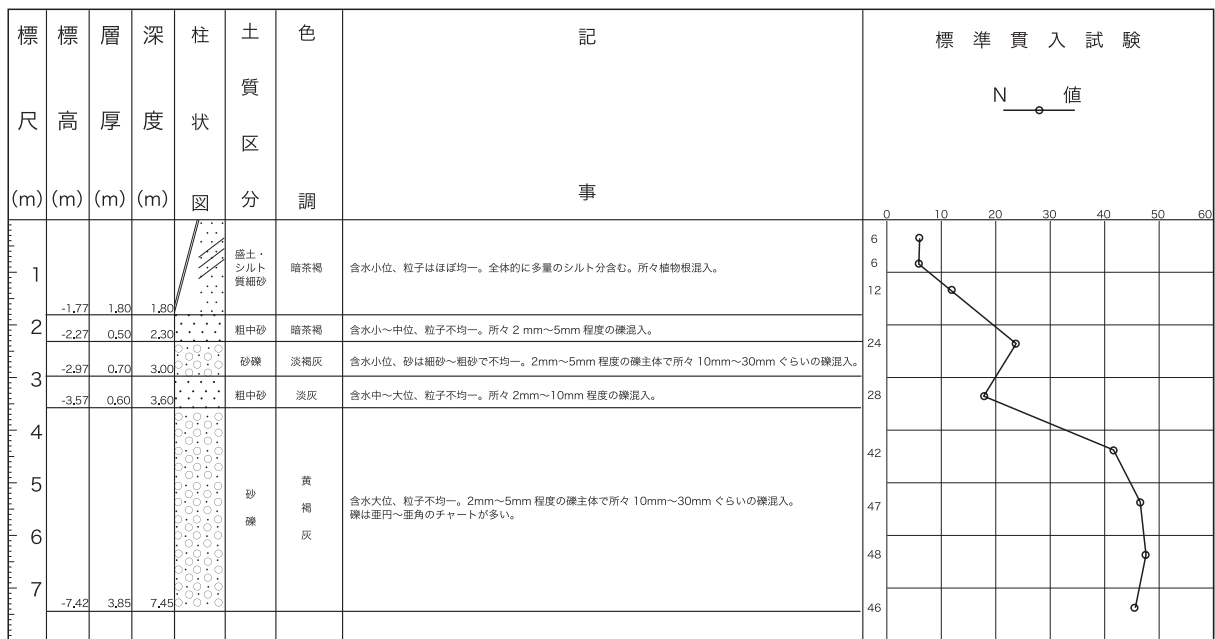 標尺(m)
標高(m)
層厚(m)
深度(m)
柱状図
土質区分
色調
記事
標準貫入試験
N 値
0 10 20 30 40 50 60
1
-1.77 1.80 1.80
盛土・
シルト
質細砂
暗茶褐
含水小位、粒子はほぼ均一。全体的に多量のシルト分含む。所々植物根混入。
6
6
12
2
-2.27 0.50 2.30
粗中砂
暗茶褐
含水小〜中位、粒子不均一。所々 2 mm〜5mm 程度の礫混入。
24
-2.97 0.70 3.00
砂礫
淡褐灰
含水小位、砂は細砂〜粗砂で不均一。2mm〜5mm 程度の礫主体で所々 10mm〜30mm ぐらいの礫混入。
3
-3.57 0.60 3.60
粗中砂
淡灰
含水中〜大位、粒子不均一。所々 2mm〜10mm 程度の礫混入。
28
4
5
6
7
-7.42 3.85 7.45
砂礫
黄褐灰
含水大位、粒子不均一。2mm〜5mm 程度の礫主体で所々 10mm〜30mm ぐらいの礫混入。
礫は亜円〜亜角のチャートが多い。
42
47
48
46